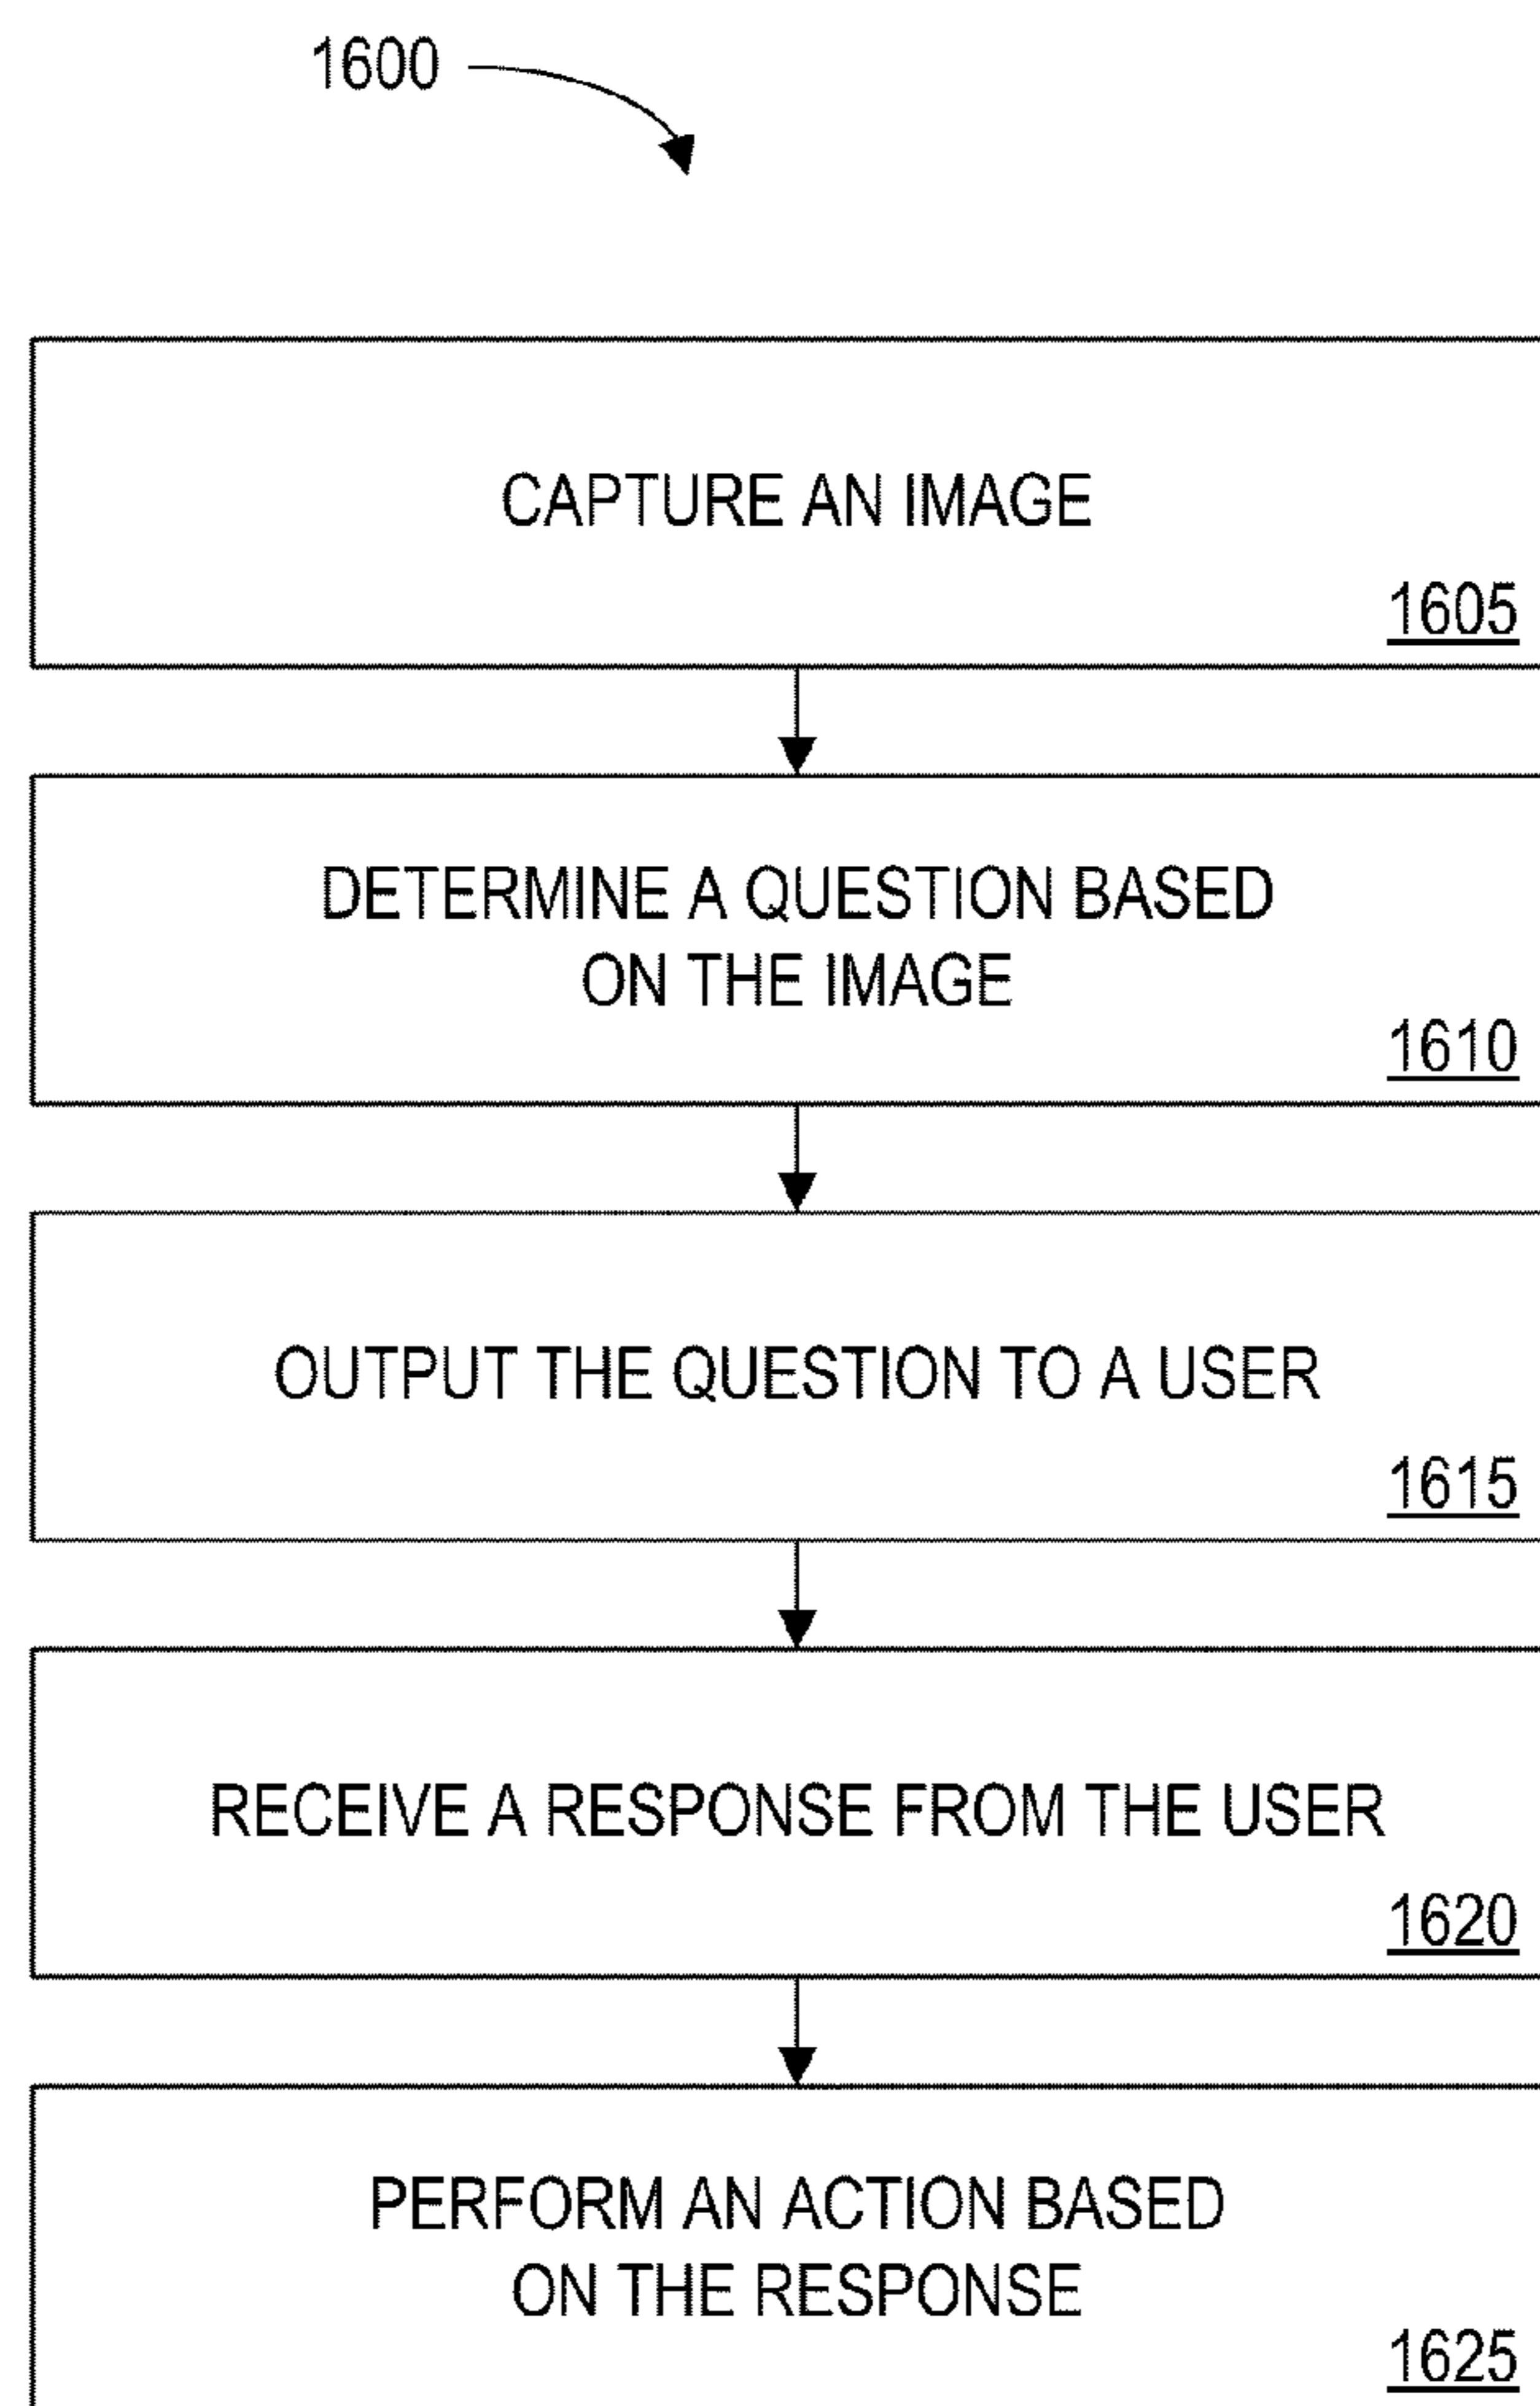 1600
CAPTURE AN IMAGE
1605
DETERMINE A QUESTION BASED
ON THE IMAGE
1610
OUTPUT THE QUESTION TO A USER
1615
RECEIVE A RESPONSE FROM THE USER
1620
PERFORM AN ACTION BASED
ON THE RESPONSE
1625